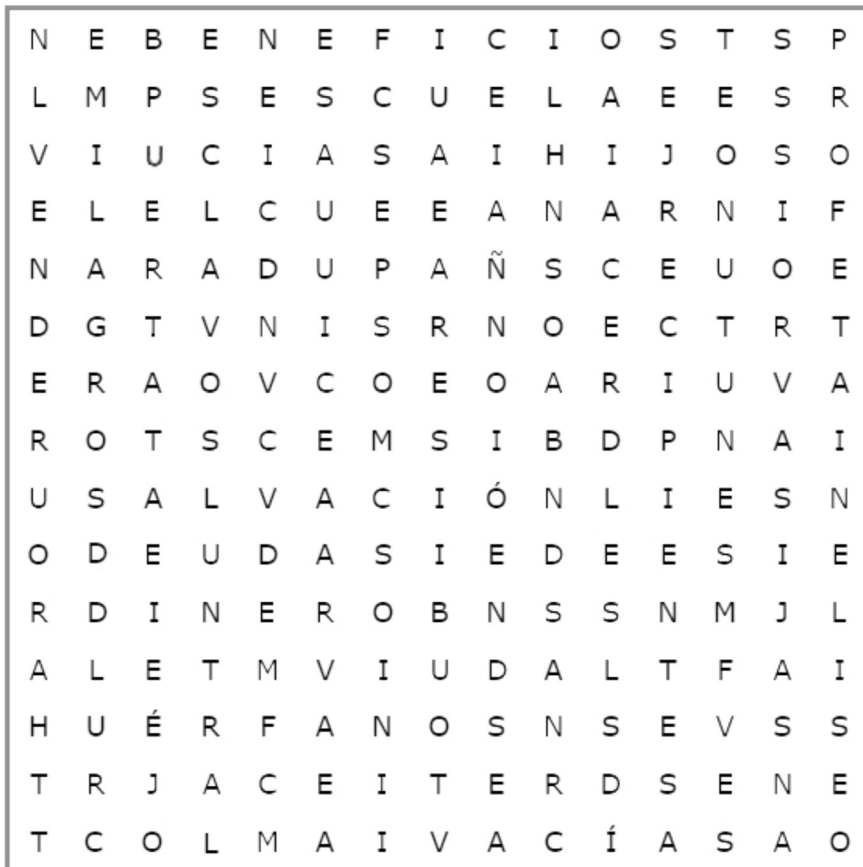 N E B E N E F I C I O S T S P
L M P S E S C U E L A E E S R
V I U C I A S A I H I J O S O
E L E L C U E E A N A R N I F
N A R A D U P A Ñ S C E U O E
D G T V N I S R N O E C T R T
E R A O V C O E O A R I U V A
R O T S C E M S I B D P N A I
U S A L V A C I Ó N L I E S N
O D E U D A S I E D E E S I E
R D I N E R O B N S S N M J L
A L E T M V I U D A L T F A I
H U É R F A N O S N S E V S S
T R J A C E I T E R D S E N E
T C O L M A I V A C Í A S A O